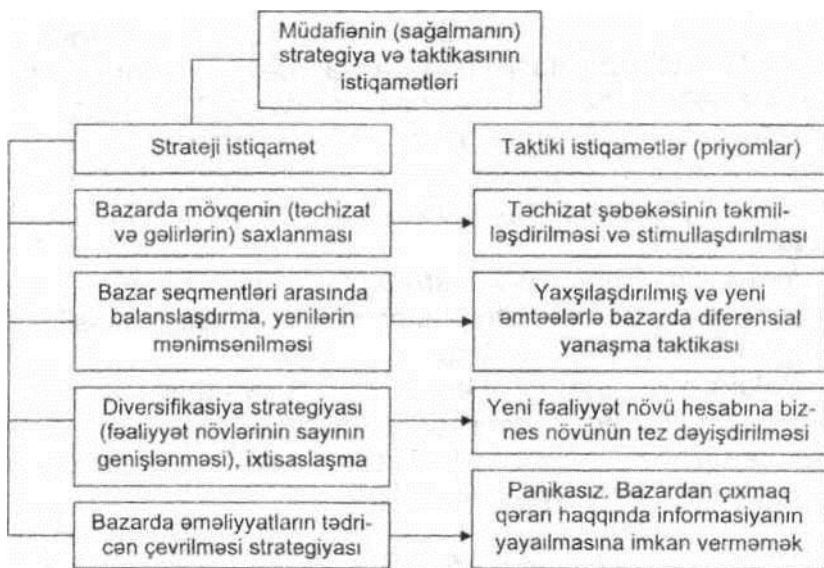 Müdafiənin (sağalmanın)
strategiya və taktikasının
istiqamətləri
Strateji istiqamət
Taktiki istiqamətlər (priyomlar)
Bazarda mövqenin (təchizat
və gəlirlərin) saxlanması
Təchizat şəbəkəsinin təkmil-
ləşdirilməsi və stimullaşdırılması
Bazar seqmentləri arasında
balanslaşdırma, yenilərin
mənimsənilməsi
Yaxşılaşdırılmış və yeni
əmtəələrlə bazarda diferensial
yanaşma taktikası
Diversifikasiya strategiyası
(fəaliyyət növlərinin sayının
genişlənməsi), ixtisaslaşma
Yeni fəaliyyət növü hesabına biz-
nes növünün tez dəyişdirilməsi
Bazarda əməliyyatların tədri-
cən çevrilməsi strategiyası
Panikasız. Bazardan çıxmaq
qərarı haqqında informasiyanın
yayaılmasına imkan verməmək